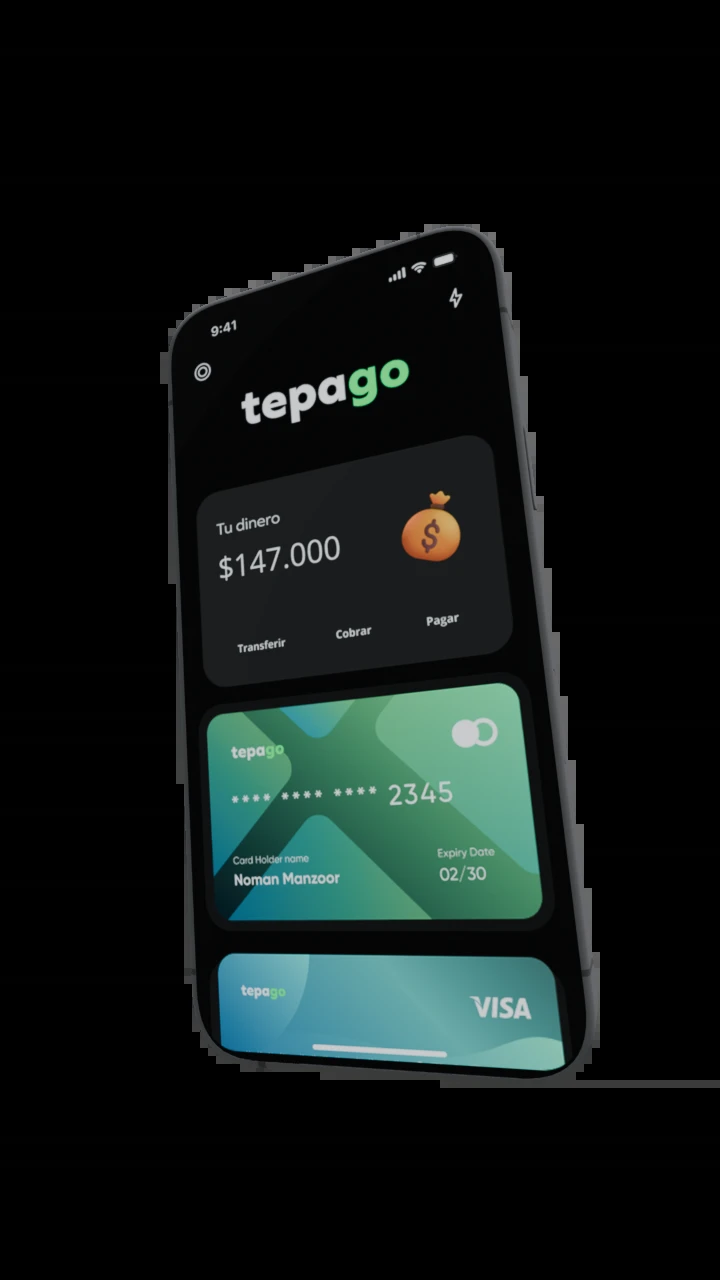 9:41
tepago
Tu dinero
$147.000
Transferir Cobrar Pagar
tepago
**** **** **** 2345
Card Holder name Expiry Date
Noman Manzoor 02/30
tepago
VISA